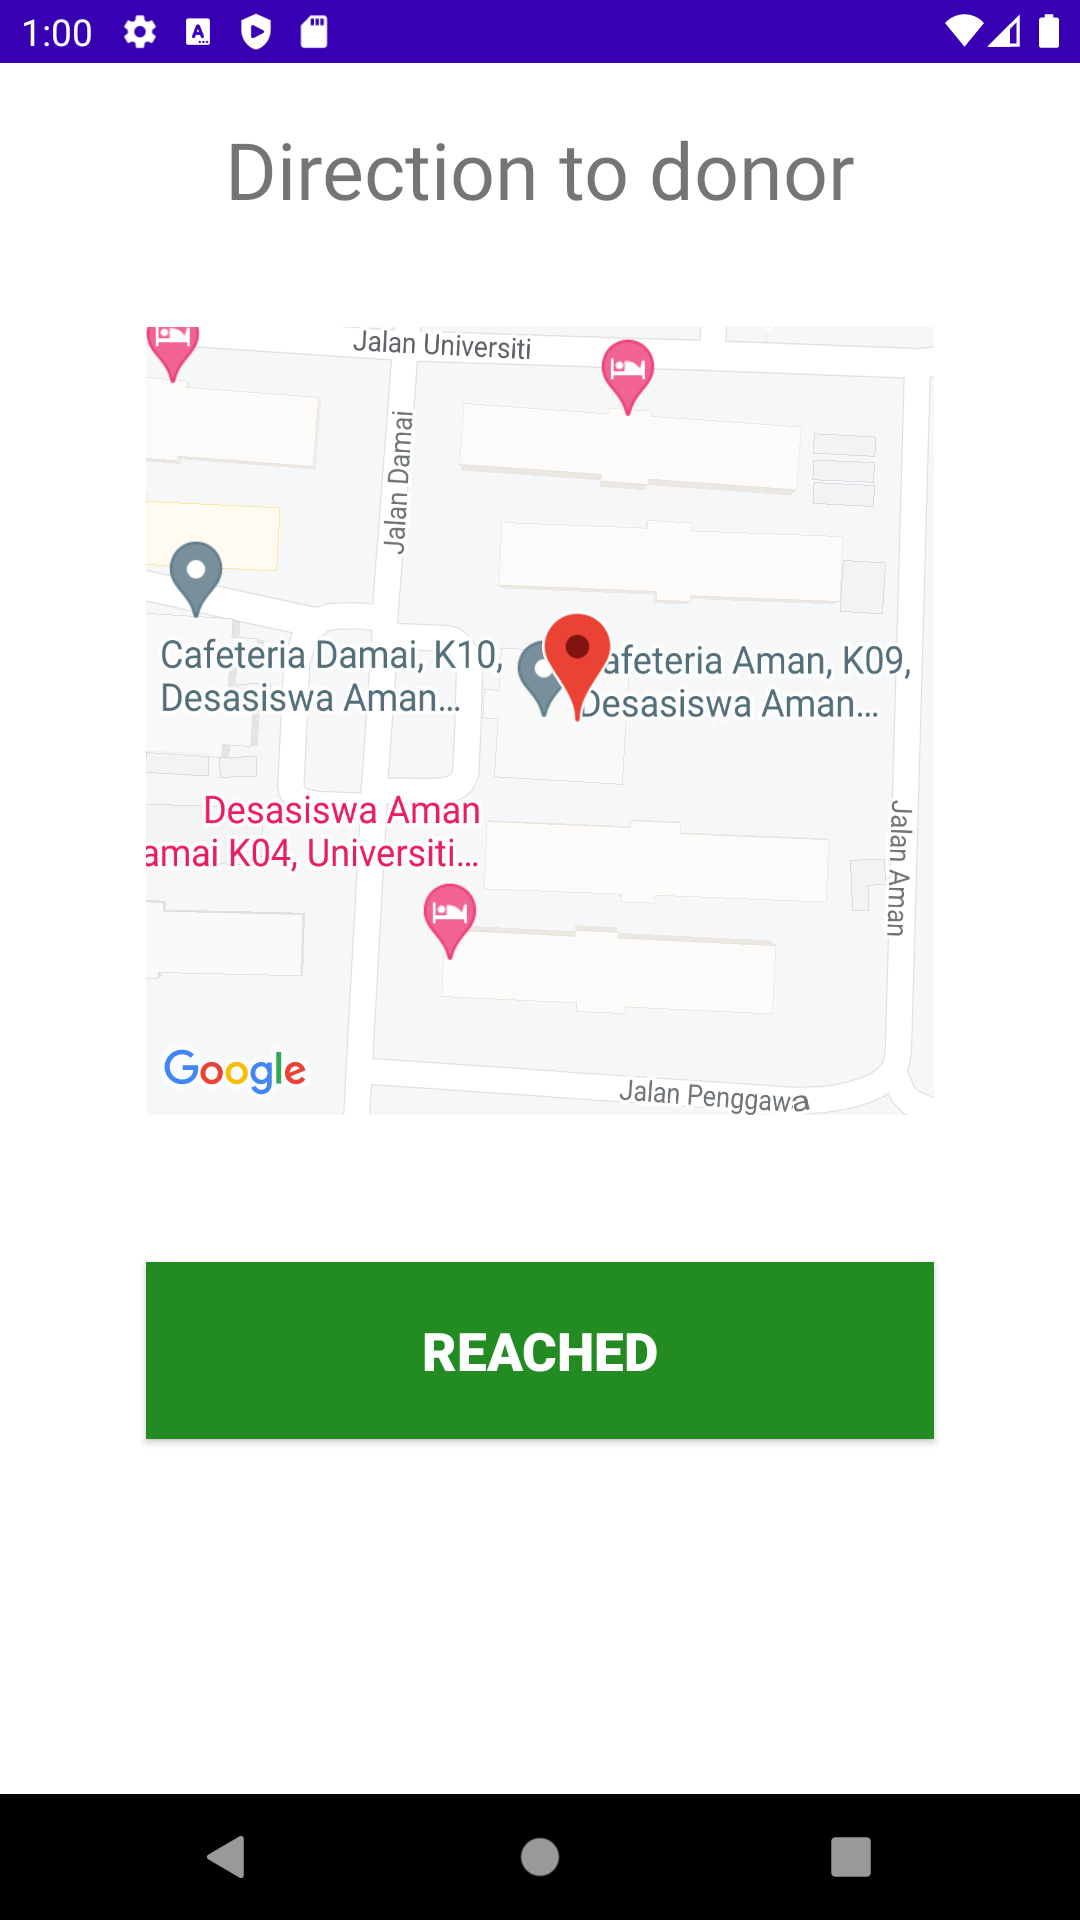 1:00
Direction to donor
Jalan Universiti
Jalan Damai
Cafeteria Damai, K10,
Desasiswa Aman...
afeteria Aman, K09,
Desasiswa Aman...
Desasiswa Aman
amai K04, Universiti...
Jalan Aman
Google
Jalan Penggawa
REACHED